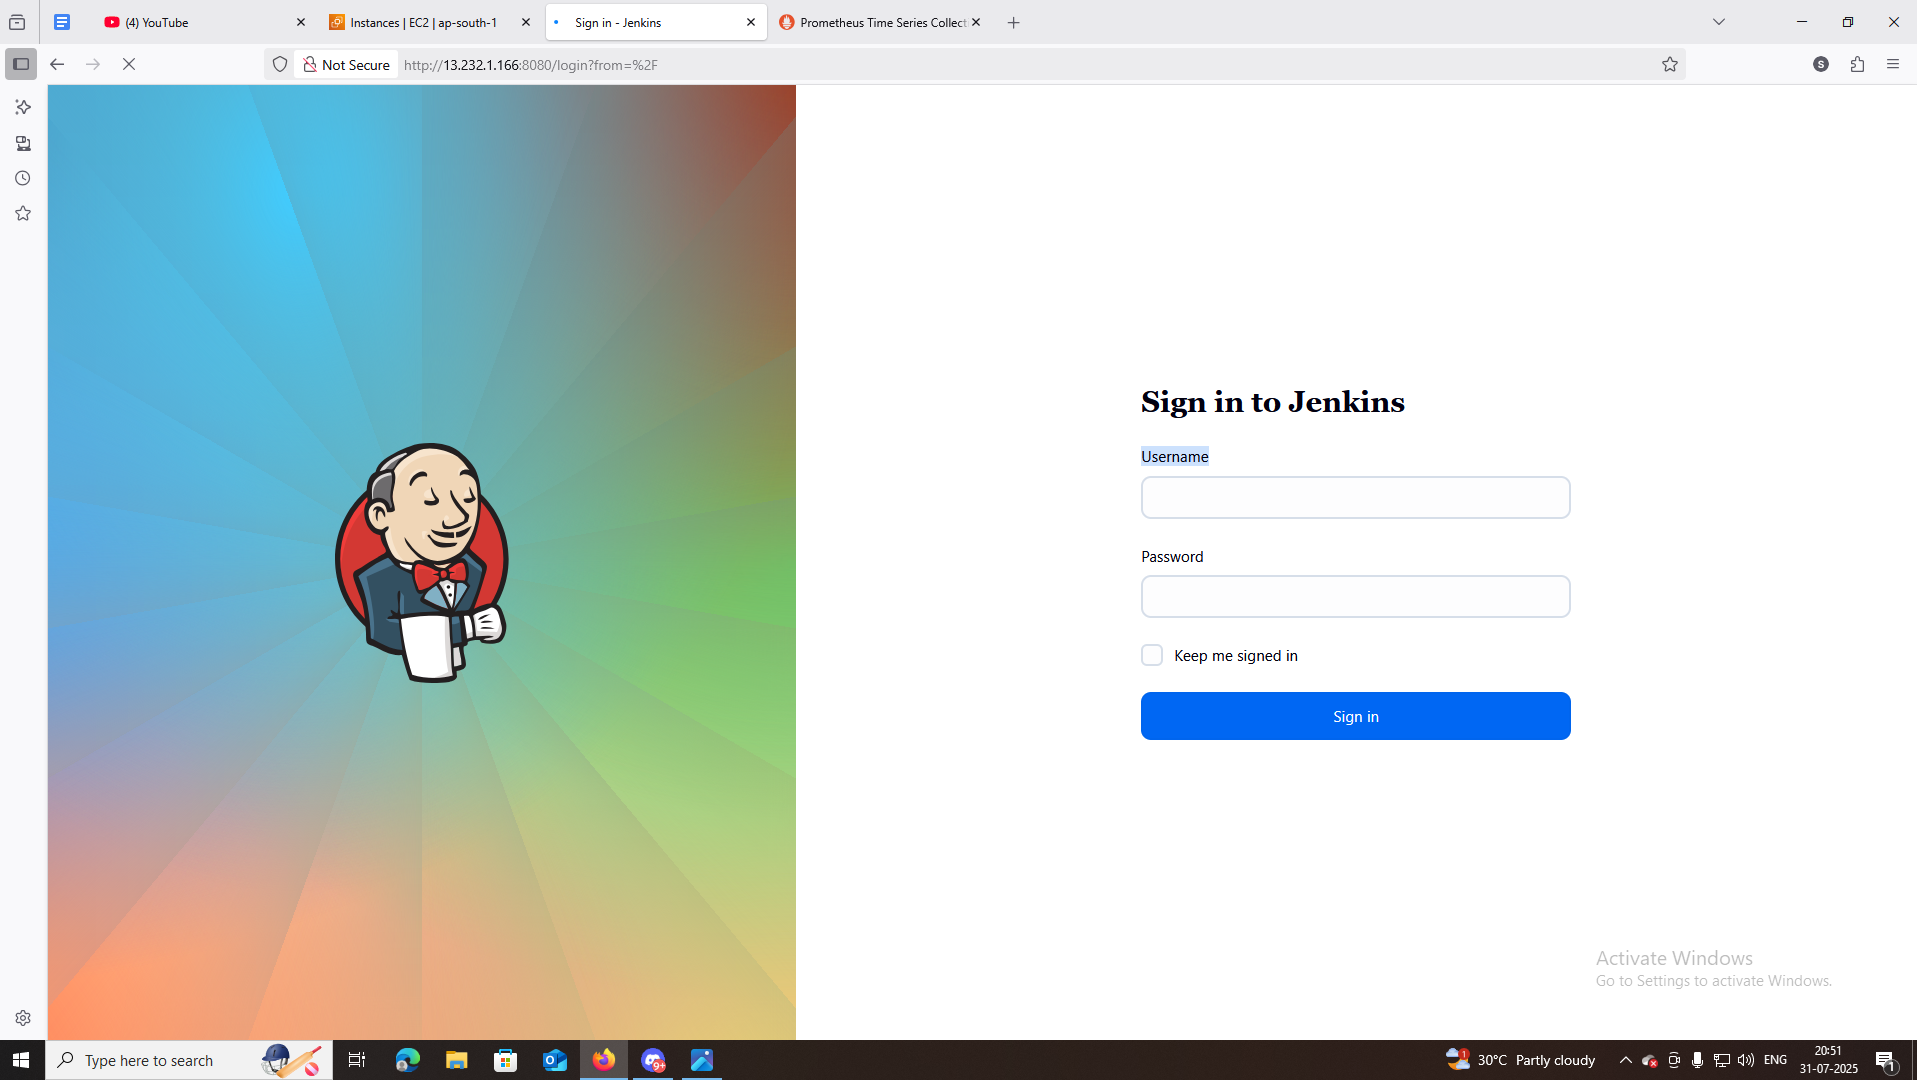 (4) YouTube
Instances | EC2 | ap-south-1
Sign in - Jenkins
Prometheus Time Series Collect
Not Secure
http://13.232.1.166:8080/login?from=%2F
S
Sign in to Jenkins
Username
Password
Keep me signed in
Sign in
Activate Windows
Go to Settings to activate Windows.
Type here to search
9+
1
30°C Partly cloudy
ENG
20:51
31-07-2025
1